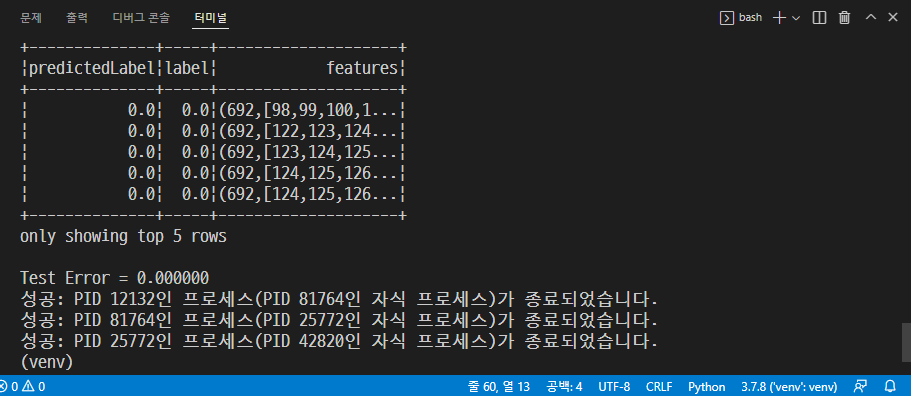 문제 출력 디버그 콘솔 터미널 bash
+--------------+-----+--------------------+
¦predictedLabel¦label¦            features¦
+--------------+-----+--------------------+
¦           0.0¦  0.0¦(692,[98,99,100,1...¦
¦           0.0¦  0.0¦(692,[122,123,124...¦
¦           0.0¦  0.0¦(692,[123,124,125...¦
¦           0.0¦  0.0¦(692,[124,125,126...¦
¦           0.0¦  0.0¦(692,[124,125,126...¦
+--------------+-----+--------------------+
only showing top 5 rows
Test Error = 0.000000
성공: PID 12132인 프로세스(PID 81764인 자식 프로세스)가 종료되었습니다.
성공: PID 81764인 프로세스(PID 25772인 자식 프로세스)가 종료되었습니다.
성공: PID 25772인 프로세스(PID 42820인 자식 프로세스)가 종료되었습니다.
(venv)
0 0 줄 60, 열 13 공백: 4 UTF-8 CRLF Python 3.7.8 ('venv': venv)